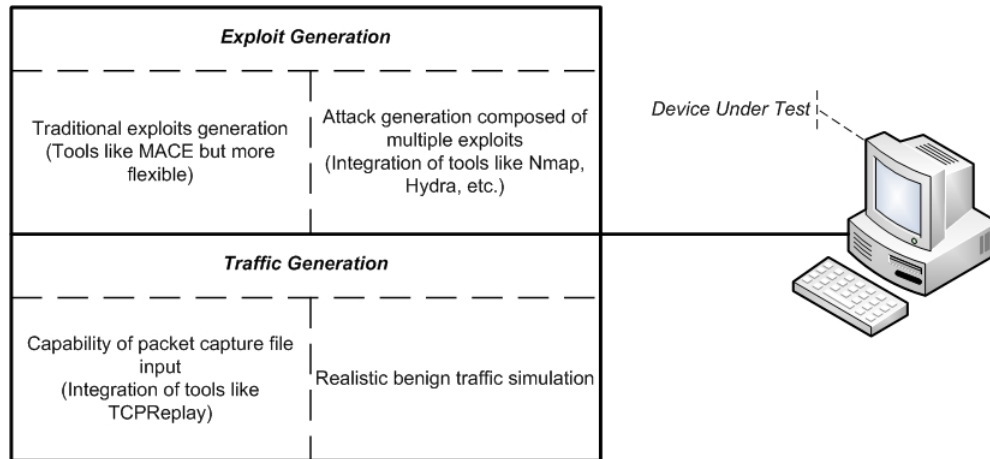 Exploit Generation
Traditional exploits generation
(Tools like MACE but more
flexible)
Attack generation composed of
multiple exploits
(Integration of tools like Nmap,
Hydra, etc.)
Device Under Test
Traffic Generation
Capability of packet capture file
input
(Integration of tools like
TCPReplay)
Realistic benign traffic simulation